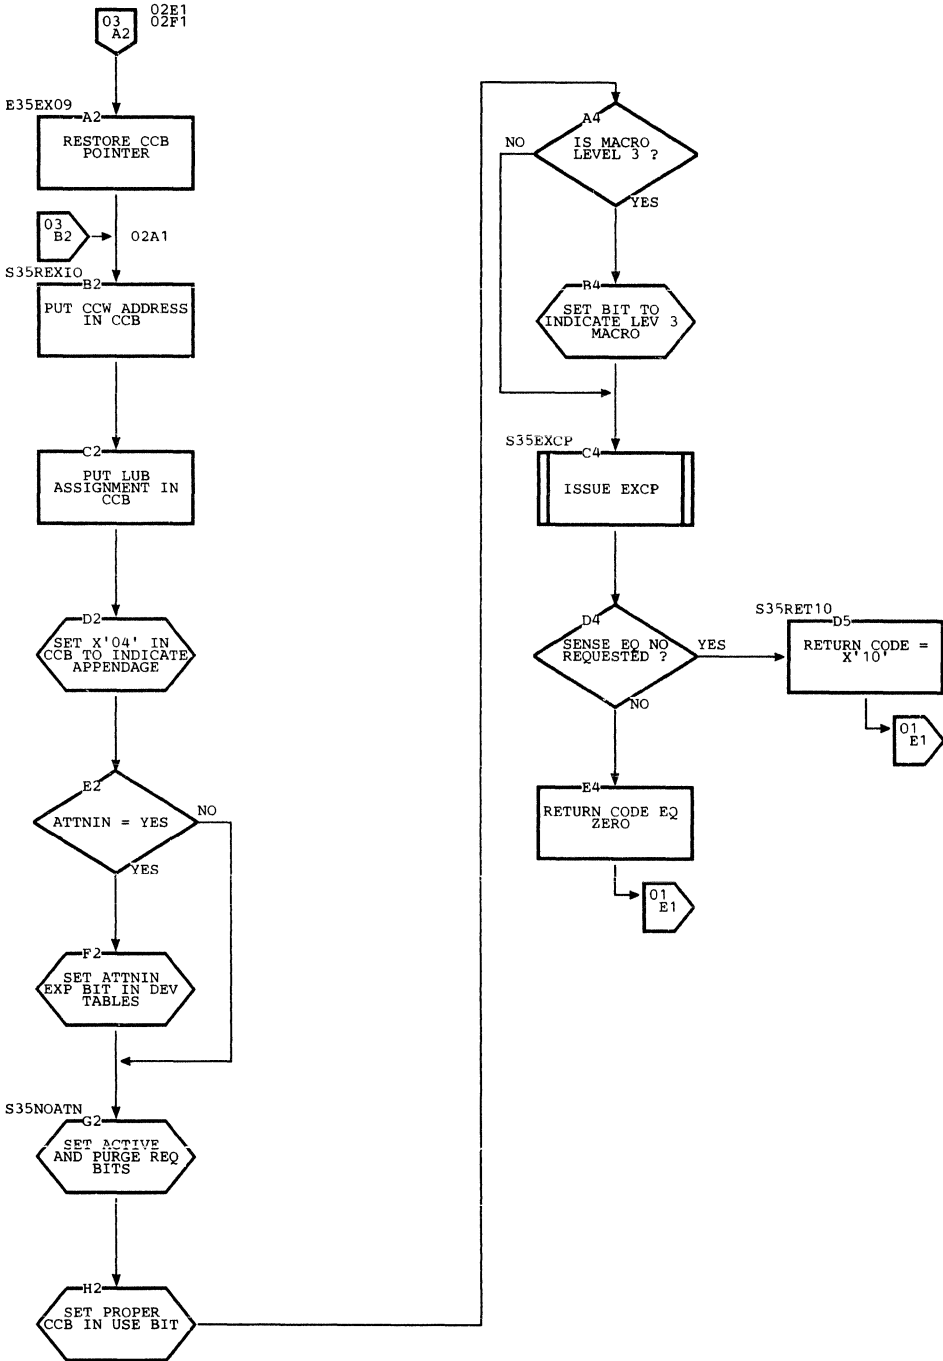 03
A2
02E1
02F1
E35EX09
A2
RESTORE CCB
POINTER
03
B2
02A1
S35REXIO
B2
PUT CCW ADDRESS
IN CCB
C2
PUT LUB
ASSIGNMENT IN
CCB
D2
SET X'04' IN
CCB TO INDICATE
APPENDAGE
E2
ATTNIN = YES
NO
YES
F2
SET ATTNIN
EXP BIT IN DEV
TABLES
S35NOATN
G2
SET ACTIVE
AND PURGE REQ
BITS
H2
SET PROPER
CCB IN USE BIT
A4
IS MACRO
LEVEL 3 ?
NO
YES
B4
SET BIT TO
INDICATE LEV 3
MACRO
S35EXCP
C4
ISSUE EXCP
D4
SENSE EQ NO
REQUESTED ?
YES
NO
S35RET10
D5
RETURN CODE =
X'10'
01
E1
E4
RETURN CODE EQ
ZERO
01
E1